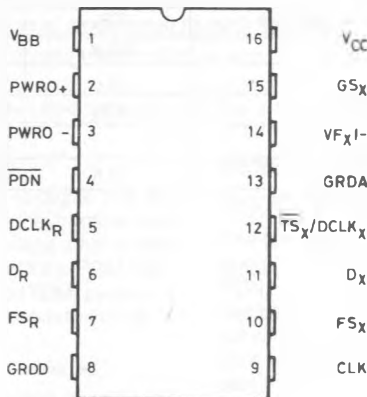 VBB 1 16 VCC
PWRO+ 2 15 GSX
PWRO - 3 14 VFXI-
PDN 4 13 GRDA
DCLKR 5 12 TSX/DCLKX
DR 6 11 DX
FSR 7 10 FSX
GRDD 8 9 CLK